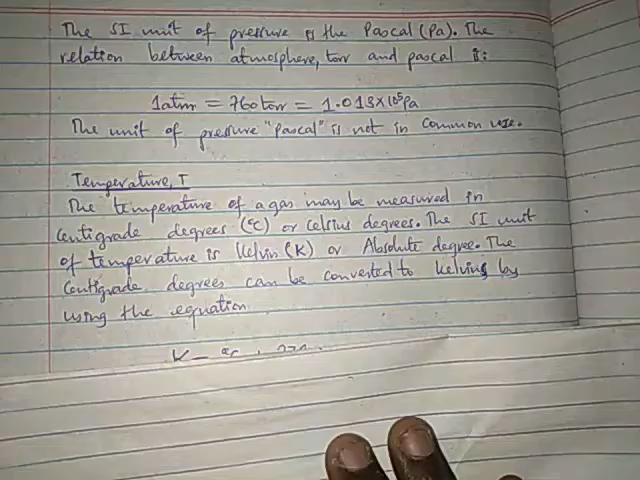 The SI unit of pressure is the Pascal (Pa). The
relation between atmosphere, torr and pascal is:
1atm = 760 torr = 1.013×10⁵Pa
The unit of pressure "Pascal" is not in common use.
Temperature, T
The temperature of a gas may be measured in
Centigrade degrees (°C) or Celsius degrees. The SI unit
of temperature is Kelvin (K) or Absolute degree. The
Centigrade degrees can be converted to Kelvins by
using the equation